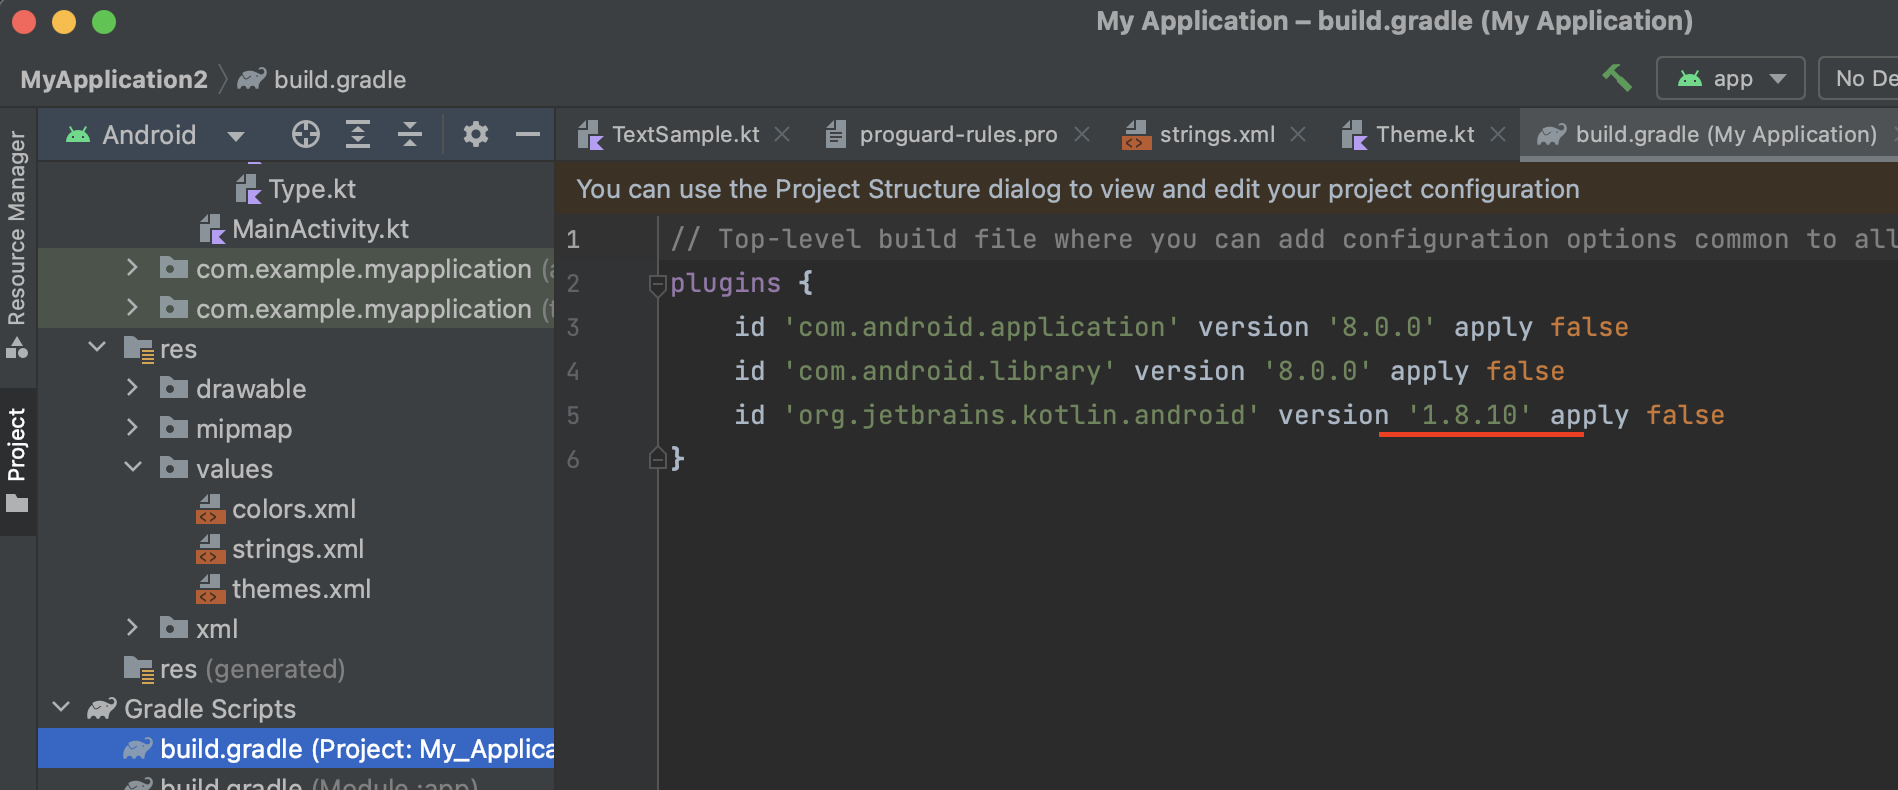 My Application – build.gradle (My Application)
MyApplication2 build.gradle
app
No De
Resource Manager
Project
Android
TextSample.kt
proguard-rules.pro
strings.xml
Theme.kt
build.gradle (My Application)
You can use the Project Structure dialog to view and edit your project configuration
Type.kt
MainActivity.kt
com.example.myapplication (a
com.example.myapplication (t
res
drawable
mipmap
values
colors.xml
strings.xml
themes.xml
xml
res (generated)
Gradle Scripts
build.gradle (Project: My_Applica
build.gradle (Module :app)
1 // Top-level build file where you can add configuration options common to all
2 plugins {
3 id 'com.android.application' version '8.0.0' apply false
4 id 'com.android.library' version '8.0.0' apply false
5 id 'org.jetbrains.kotlin.android' version '1.8.10' apply false
6 }